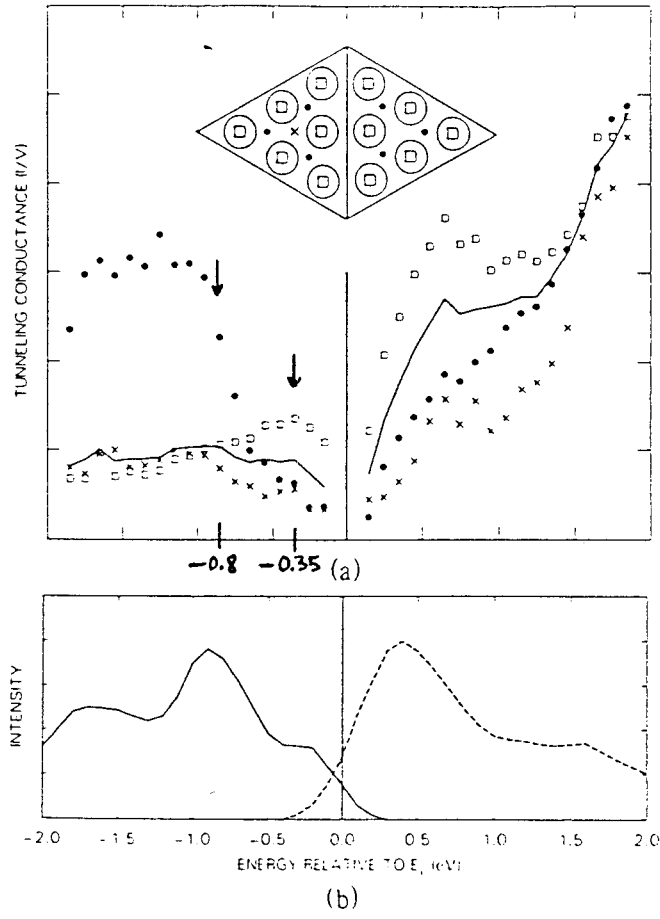 TUNNELING CONDUCTANCE (I/V)
-0.8 -0.35
(a)
INTENSITY
-2.0 -1.5 -1.0 -0.5 0.0 0.5 1.0 1.5 2.0
ENERGY RELATIVE TO E (eV)
(b)